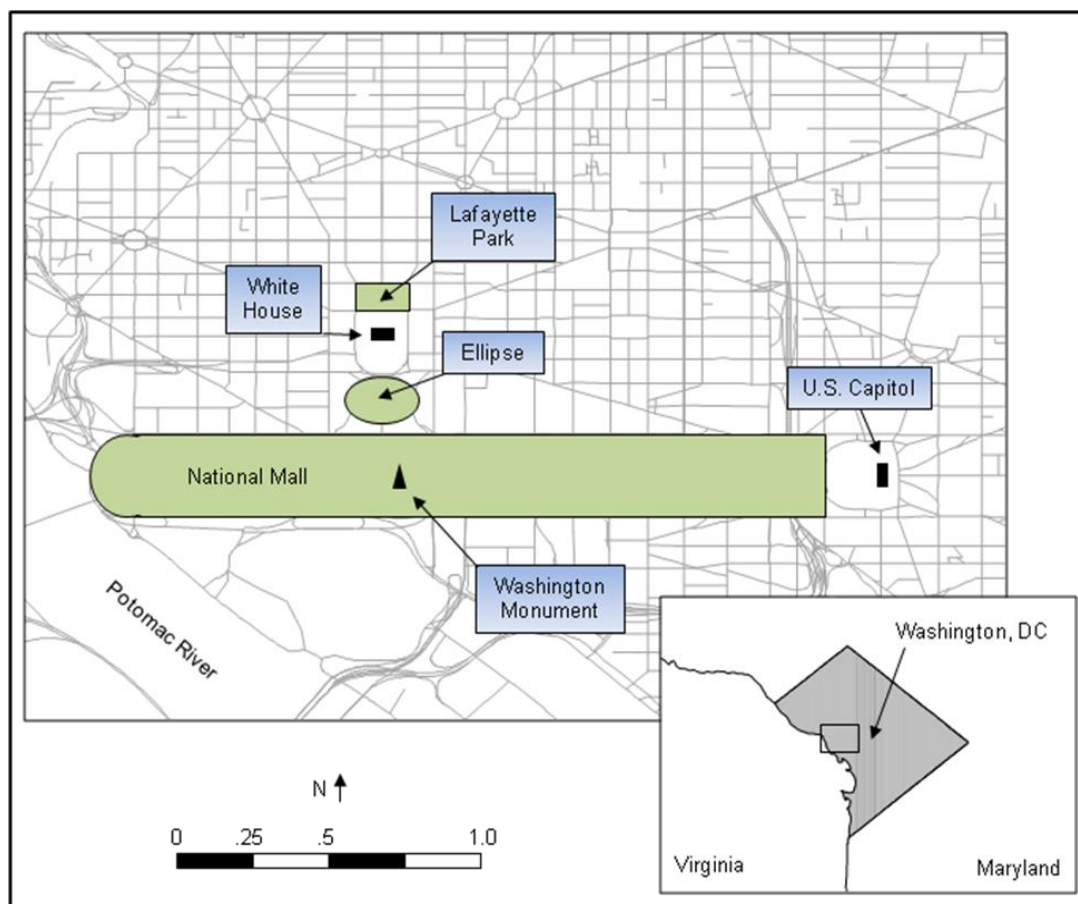 Lafayette
Park
White
House
Ellipse
U.S. Capitol
National Mall
Washington
Monument
Potomac River
Washington, DC
N
0 .25 .5 1.0
Virginia
Maryland